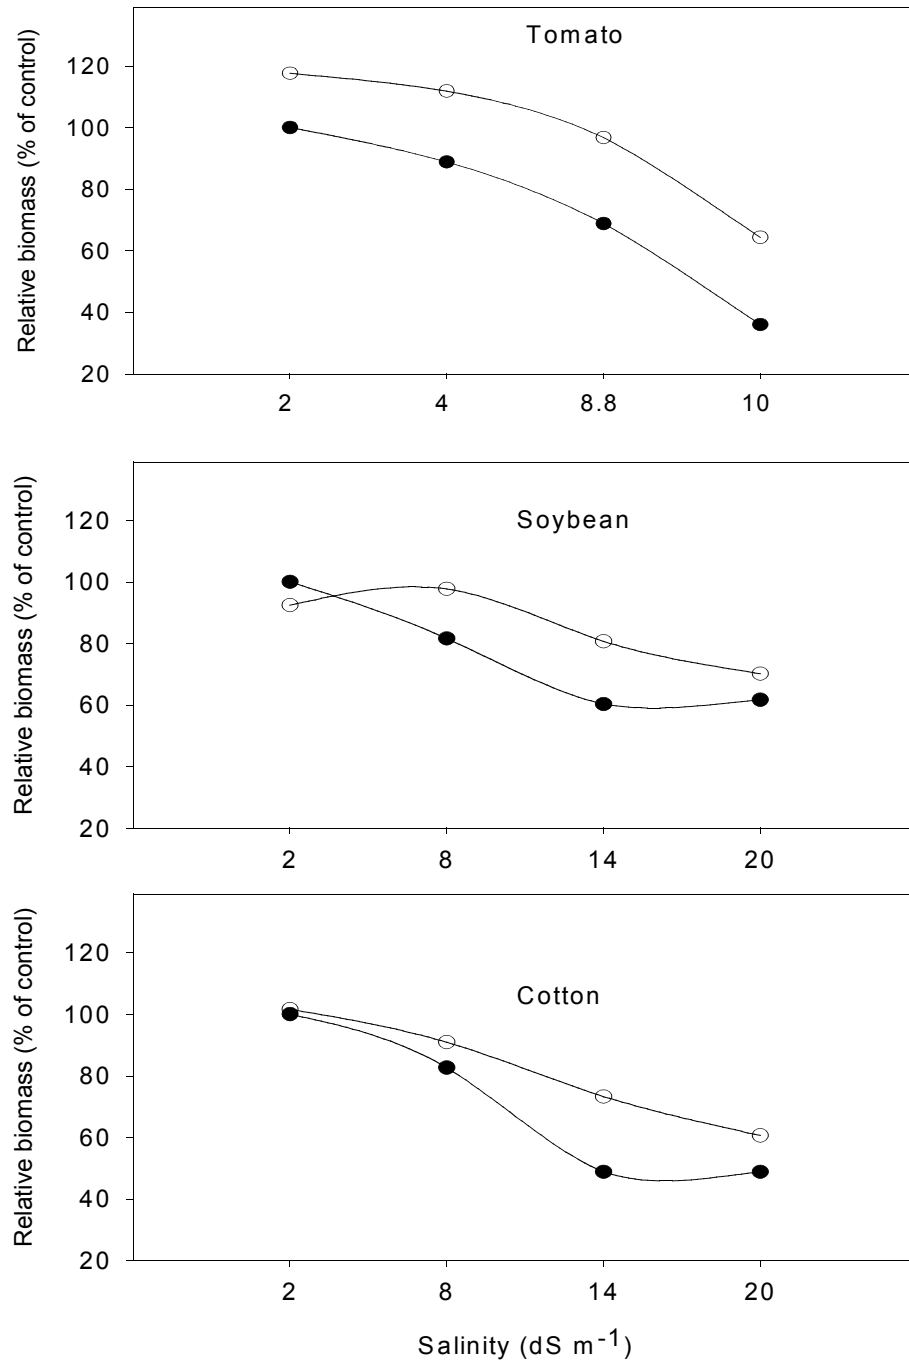 Tomato
Relative biomass (% of control)
120
100
80
60
40
20
2 4 8.8 10
Soybean
Relative biomass (% of control)
120
100
80
60
40
20
2 8 14 20
Cotton
Relative biomass (% of control)
120
100
80
60
40
20
2 8 14 20
Salinity (dS m⁻¹)